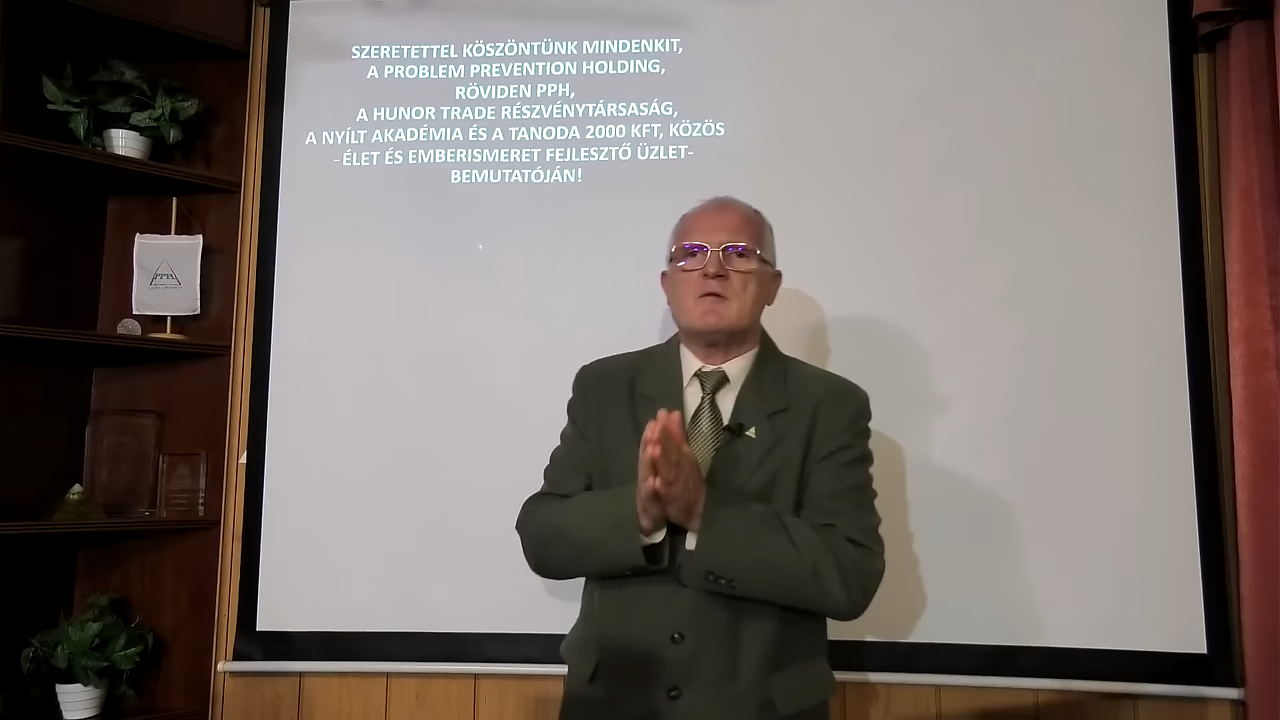 SZERETETTEL KÖSZÖNTÜNK MINDENKIT,
A PROBLEM PREVENTION HOLDING,
RÖVIDEN PPH,
A HUNOR TRADE RÉSZVÉNYTÁRSASÁG,
A NYÍLT AKADÉMIA ÉS A TANODA 2000 KFT, KÖZÖS
-ÉLET ÉS EMBERISMERET FEJLESZTŐ ÜZLET-
BEMUTATÓJÁN!
PPH